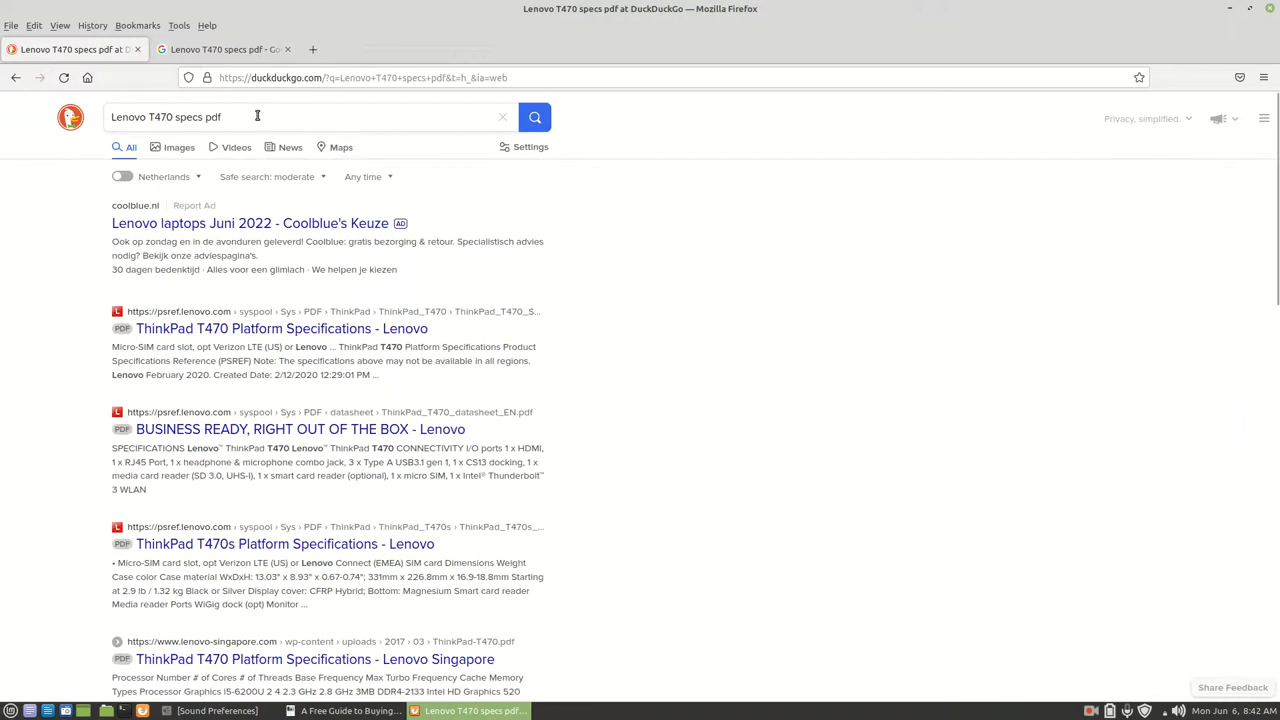 Lenovo T470 specs pdf at DuckDuckGo — Mozilla Firefox
File Edit View History Bookmarks Tools Help
Lenovo T470 specs pdf at D
Lenovo T470 specs pdf - Go
https://duckduckgo.com/?q=Lenovo+T470+specs+pdf&t=h_&ia=web
Lenovo T470 specs pdf
Privacy, simplified.
All Images Videos News Maps Settings
Netherlands Safe search: moderate Any time
coolblue.nl Report Ad
Lenovo laptops Juni 2022 - Coolblue's Keuze AD
Ook op zondag en in de avonduren geleverd! Coolblue: gratis bezorging & retour. Specialistisch advies
nodig? Bekijk onze adviespagina's.
30 dagen bedenktijd · Alles voor een glimlach · We helpen je kiezen
L https://psref.lenovo.com › syspool › Sys › PDF › ThinkPad › ThinkPad_T470 › ThinkPad_T470_S...
PDF ThinkPad T470 Platform Specifications - Lenovo
Micro-SIM card slot, opt Verizon LTE (US) or Lenovo ... ThinkPad T470 Platform Specifications Product
Specifications Reference (PSREF) Note: The specifications above may not be available in all regions.
Lenovo February 2020. Created Date: 2/12/2020 12:29:01 PM ...
L https://psref.lenovo.com › syspool › Sys › PDF › datasheet › ThinkPad_T470_datasheet_EN.pdf
PDF BUSINESS READY, RIGHT OUT OF THE BOX - Lenovo
SPECIFICATIONS Lenovo™ ThinkPad T470 Lenovo™ ThinkPad T470 CONNECTIVITY I/O ports 1 x HDMI,
1 x RJ45 Port, 1 x headphone & microphone combo jack, 3 x Type A USB3.1 gen 1, 1 x CS13 docking, 1 x
media card reader (SD 3.0, UHS-I), 1 x smart card reader (optional), 1 x micro SIM, 1 x Intel® Thunderbolt™
3 WLAN
L https://psref.lenovo.com › syspool › Sys › PDF › ThinkPad › ThinkPad_T470s › ThinkPad_T470s_...
PDF ThinkPad T470s Platform Specifications - Lenovo
• Micro-SIM card slot, opt Verizon LTE (US) or Lenovo Connect (EMEA) SIM card Dimensions Weight
Case color Case material WxDxH: 13.03" x 8.93" x 0.67-0.74"; 331mm x 226.8mm x 16.9-18.8mm Starting
at 2.9 lb / 1.32 kg Black or Silver Display cover: CFRP Hybrid; Bottom: Magnesium Smart card reader
Media reader Ports WiGig dock (opt) Monitor ...
https://www.lenovo-singapore.com › wp-content › uploads › 2017 › 03 › ThinkPad-T470.pdf
PDF ThinkPad T470 Platform Specifications - Lenovo Singapore
Processor Number # of Cores # of Threads Base Frequency Max Turbo Frequency Cache Memory
Types Processor Graphics i5-6200U 2 4 2.3 GHz 2.8 GHz 3MB DDR4-2133 Intel HD Graphics 520
Share Feedback
[Sound Preferences]
A Free Guide to Buying...
Lenovo T470 specs pdf...
Mon Jun 6, 8:42 AM